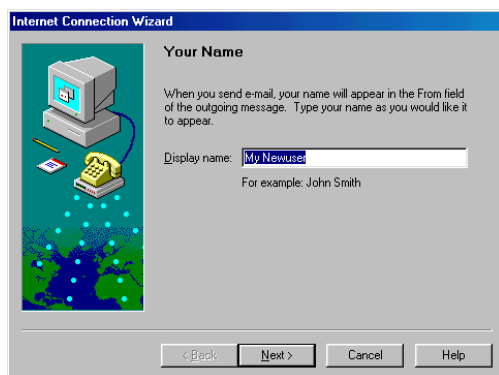 Internet Connection Wizard
Your Name
When you send e-mail, your name will appear in the From field
of the outgoing message. Type your name as you would like it
to appear.
Display name: My Newuser
For example: John Smith
< Back Next > Cancel Help